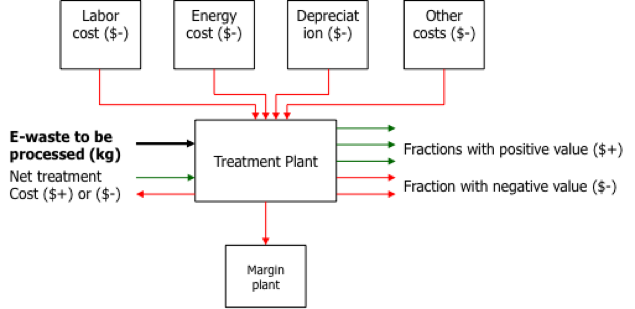 Labor
cost ($-)
Energy
cost ($-)
Depreciat
ion ($-)
Other
costs ($-)
E-waste to be
processed (kg)
Net treatment
Cost ($+) or ($-)
Treatment Plant
Fractions with positive value ($+)
Fraction with negative value ($-)
Margin
plant